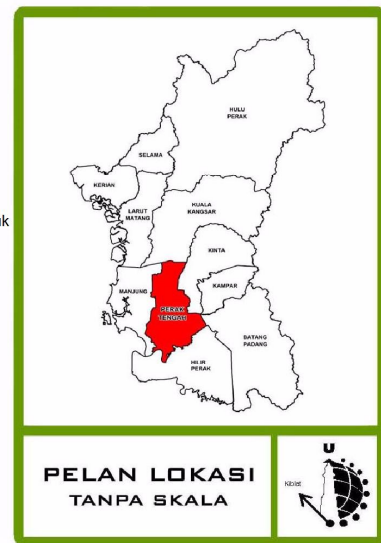 HULU
PERAK
SELAMA
KERIAN
LARUT
MATANG
KUALA
KANGSAR
uk
KINTA
MANJUNG
KAMPAR
PERAK
TENGAH
BATANG
PADANG
HILIR
PERAK
PELAN LOKASI
TANPA SKALA
U
Kiblat